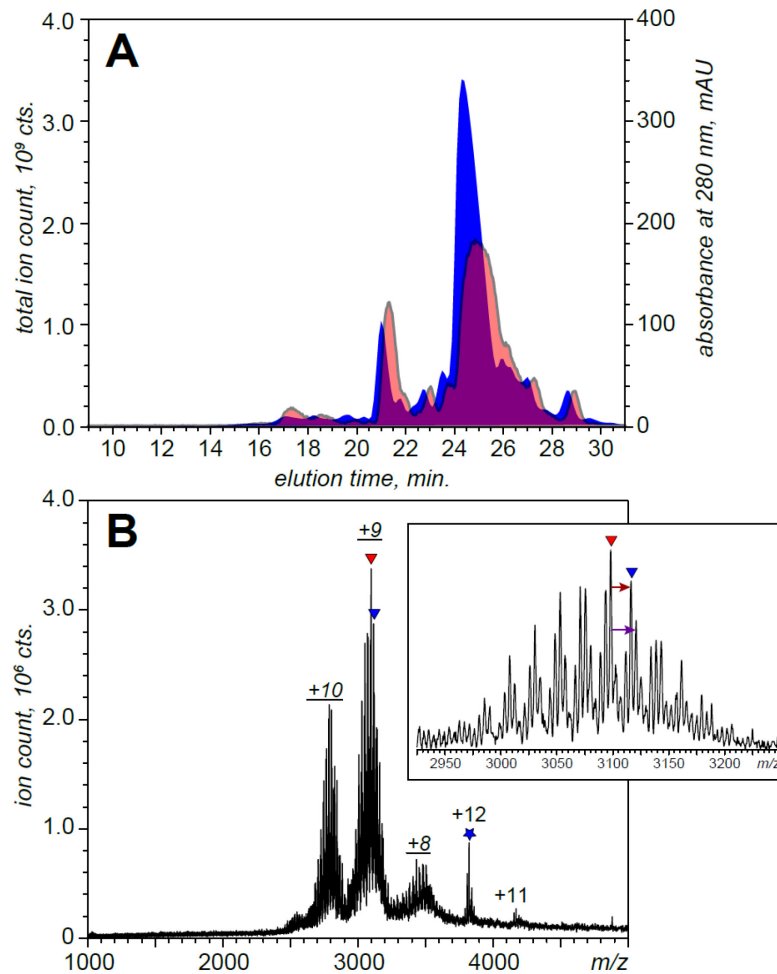 A
total ion count, 10⁹ cts.
absorbance at 280 nm, mAU
4.0
3.0
2.0
1.0
0.0
400
300
200
100
0
10 12 14 16 18 20 22 24 26 28 30
elution time, min.
B
ion count, 10⁶ cts.
4.0
3.0
2.0
1.0
0
+9
+10
+8
+12
+11
1000 2000 3000 4000 m/z
2950 3000 3050 3100 3150 3200 m/z